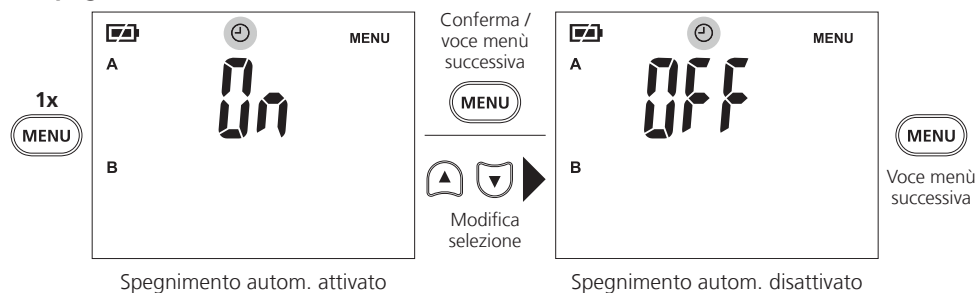 1x
MENU
MENU
A
On
B
Spegnimento autom. attivato
Conferma /
voce menù
successiva
MENU
Modifica
selezione
MENU
A
OFF
B
Spegnimento autom. disattivato
MENU
Voce menù
successiva